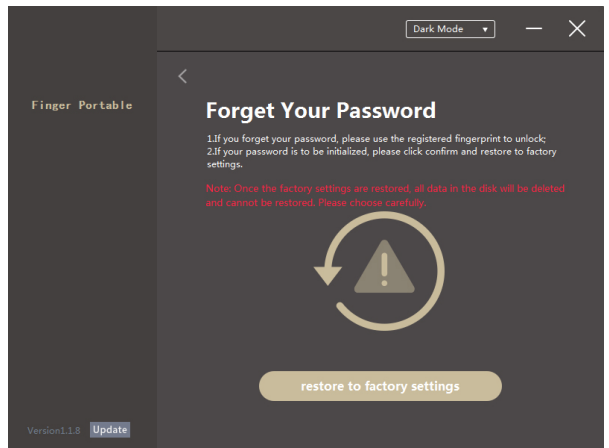 Dark Mode
Finger Portable
Forget Your Password
1.If you forget your password, please use the registered fingerprint to unlock;
2.If your password is to be initialized, please click confirm and restore to factory
settings.
Note: Once the factory settings are restored, all data in the disk will be deleted
and cannot be restored. Please choose carefully.
restore to factory settings
Version1.1.8 Update